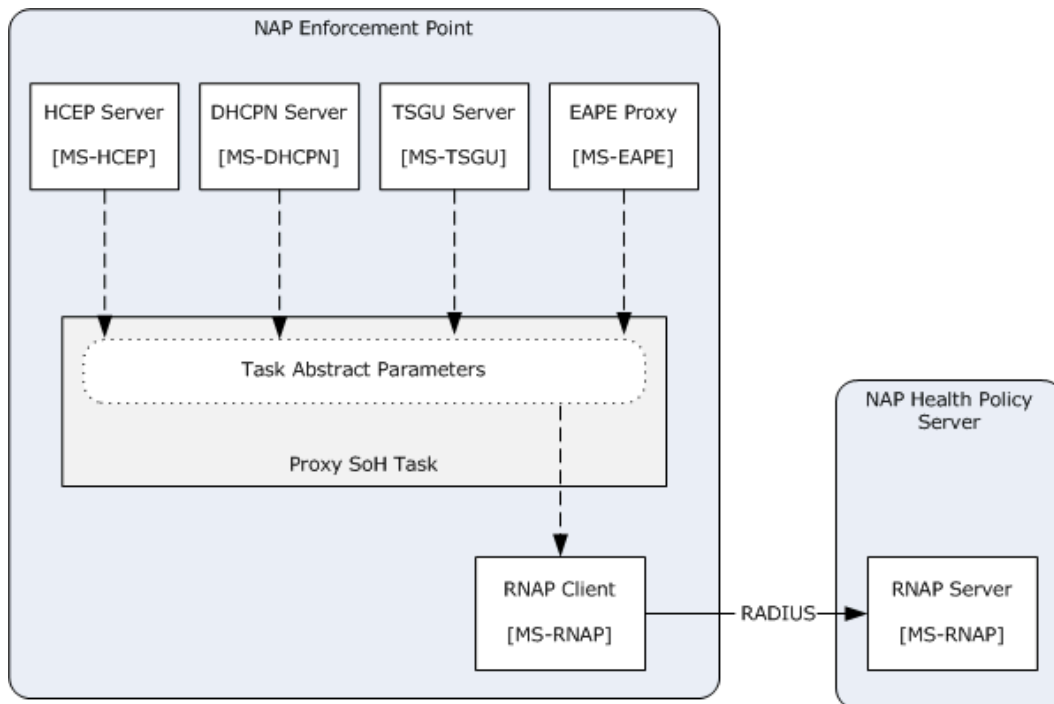 NAP Enforcement Point
HCEP Server
[MS-HCEP]
DHCPN Server
[MS-DHCPN]
TSGU Server
[MS-TSGU]
EAPE Proxy
[MS-EAPE]
Task Abstract Parameters
Proxy SoH Task
NAP Health Policy
Server
RNAP Client
[MS-RNAP]
RADIUS
RNAP Server
[MS-RNAP]